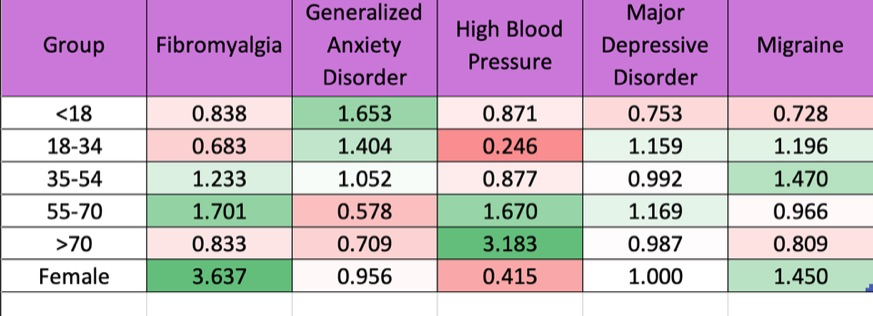 Group Fibromyalgia Generalized Anxiety Disorder High Blood Pressure Major Depressive Disorder Migraine
<18 0.838 1.653 0.871 0.753 0.728
18-34 0.683 1.404 0.246 1.159 1.196
35-54 1.233 1.052 0.877 0.992 1.470
55-70 1.701 0.578 1.670 1.169 0.966
>70 0.833 0.709 3.183 0.987 0.809
Female 3.637 0.956 0.415 1.000 1.450